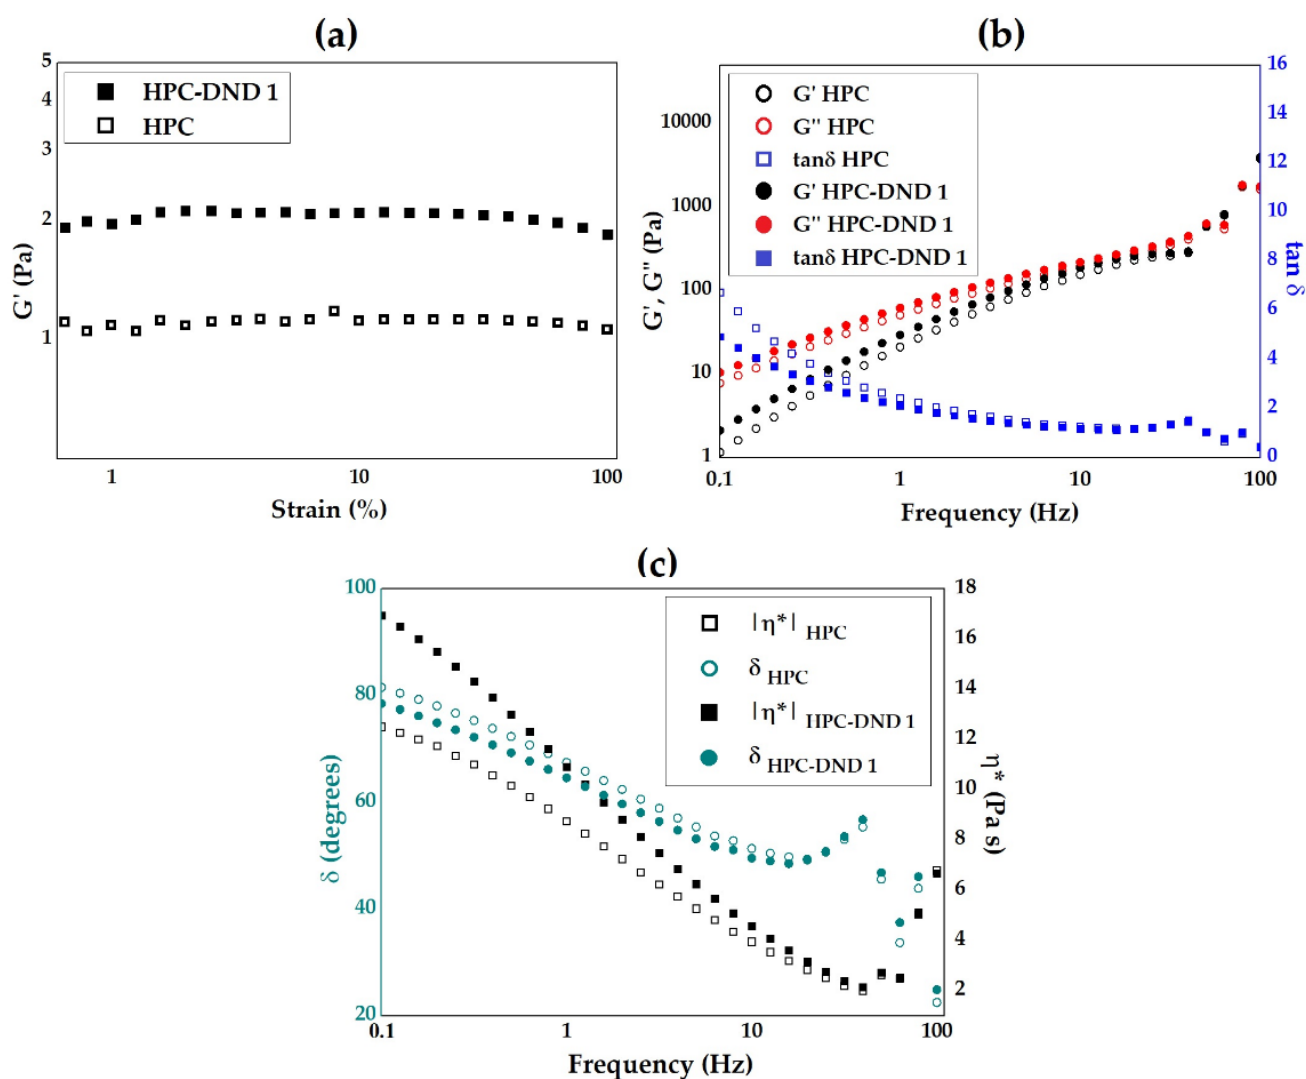 (a)
5
4
3
2
1
G' (Pa)
HPC-DND 1
HPC
1
10
100
Strain (%)
(b)
10000
1000
100
10
1
G', G'' (Pa)
G' HPC
G'' HPC
tanδ HPC
G' HPC-DND 1
G'' HPC-DND 1
tanδ HPC-DND 1
16
14
12
10
8
6
4
2
0
tan δ
0,1
1
10
100
Frequency (Hz)
(c)
100
80
60
40
20
δ (degrees)
|η*| HPC
δ HPC
|η*| HPC-DND 1
δ HPC-DND 1
18
16
14
12
10
8
6
4
2
η* (Pa s)
0.1
1
10
100
Frequency (Hz)